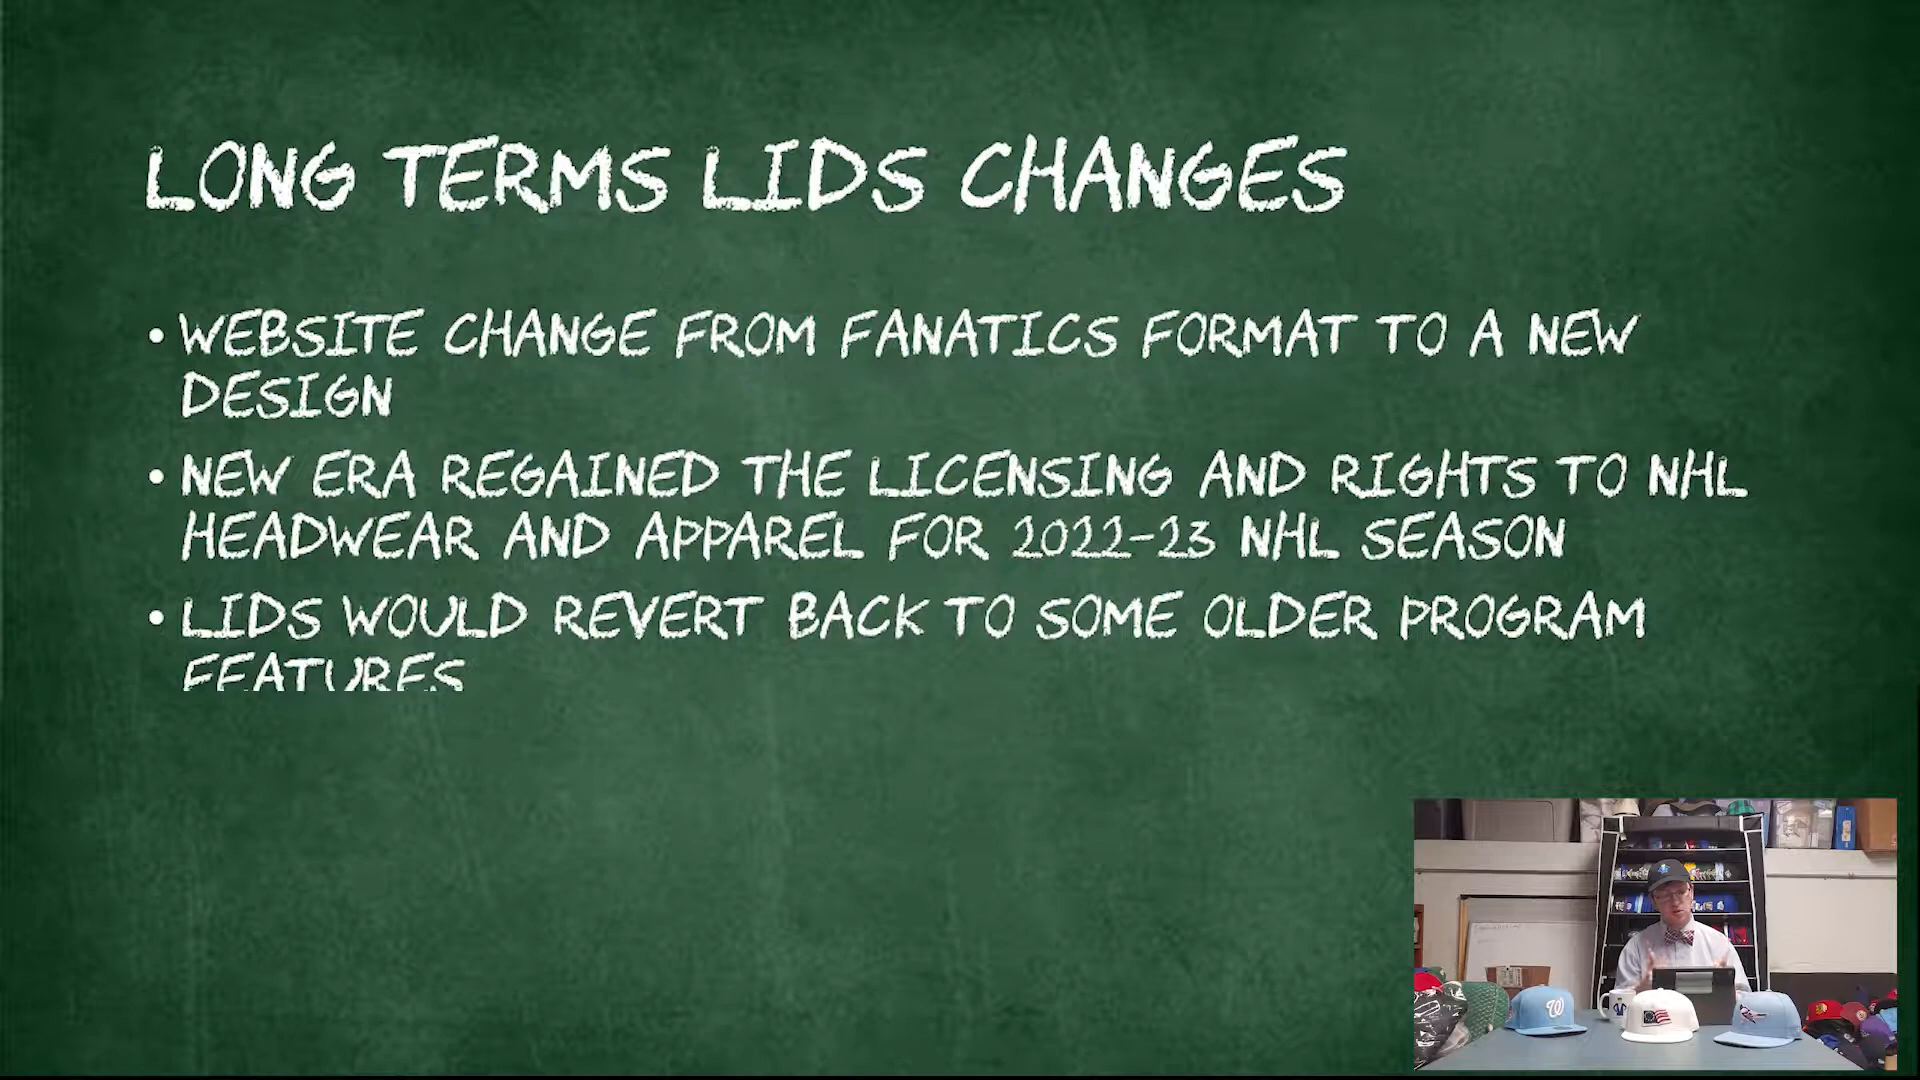 LONG TERMS LIDS CHANGES
• WEBSITE CHANGE FROM FANATICS FORMAT TO A NEW
DESIGN
• NEW ERA REGAINED THE LICENSING AND RIGHTS TO NHL
HEADWEAR AND APPAREL FOR 2022-23 NHL SEASON
• LIDS WOULD REVERT BACK TO SOME OLDER PROGRAM
FEATURES
W